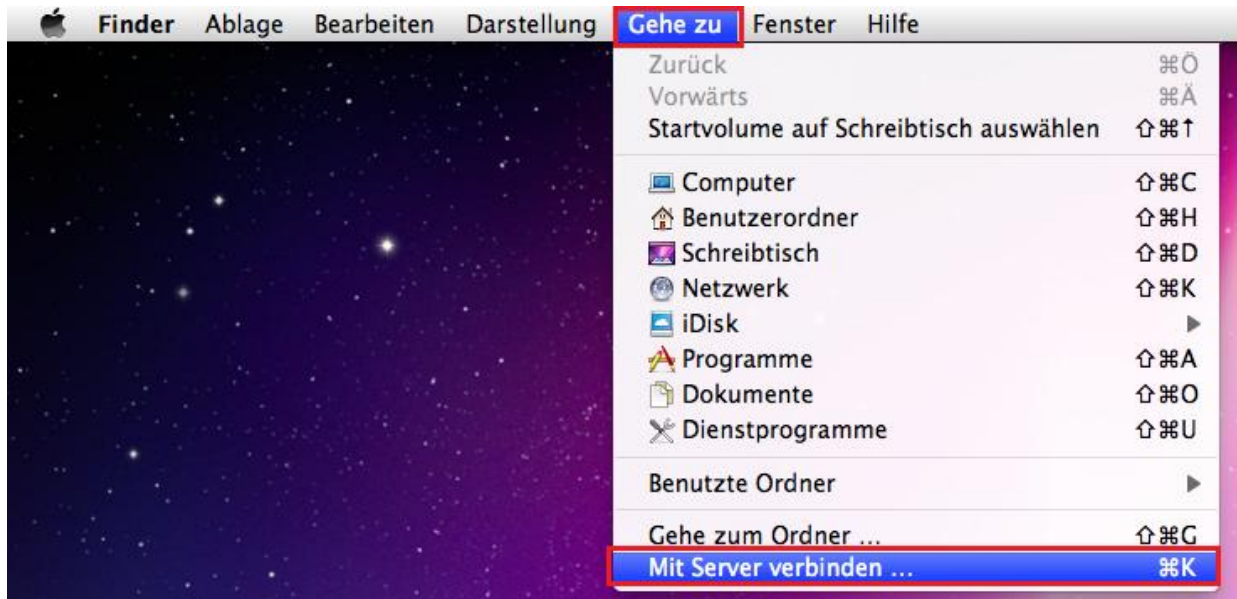 Finder Ablage Bearbeiten Darstellung Gehe zu Fenster Hilfe
Zurück ⌘Ö
Vorwärts ⌘Ä
Startvolume auf Schreibtisch auswählen ⇧⌘↑
Computer ⇧⌘C
Benutzerordner ⇧⌘H
Schreibtisch ⇧⌘D
Netzwerk ⇧⌘K
iDisk
Programme ⇧⌘A
Dokumente ⇧⌘O
Dienstprogramme ⇧⌘U
Benutzte Ordner
Gehe zum Ordner ... ⇧⌘G
Mit Server verbinden ... ⌘K